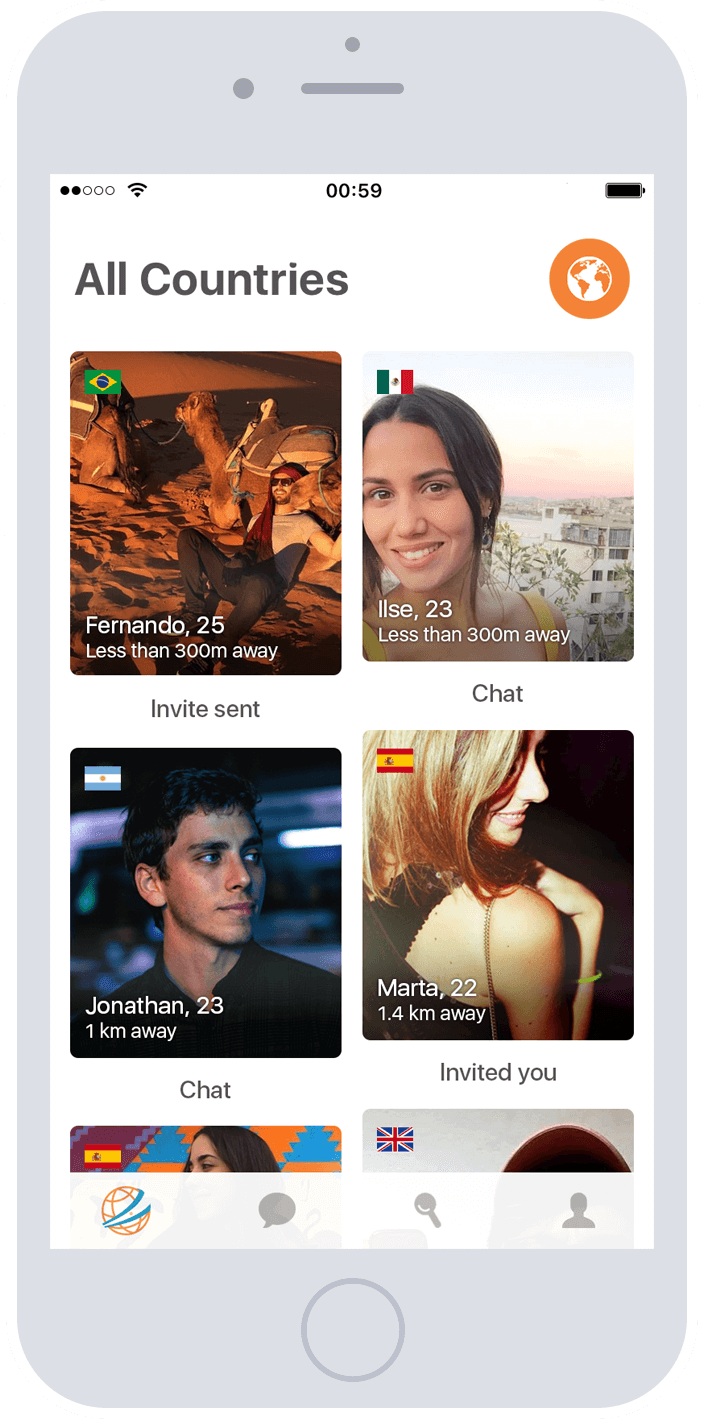 00:59
All Countries
Fernando, 25
Less than 300m away
Invite sent
Ilse, 23
Less than 300m away
Chat
Jonathan, 23
1 km away
Chat
Marta, 22
1.4 km away
Invited you